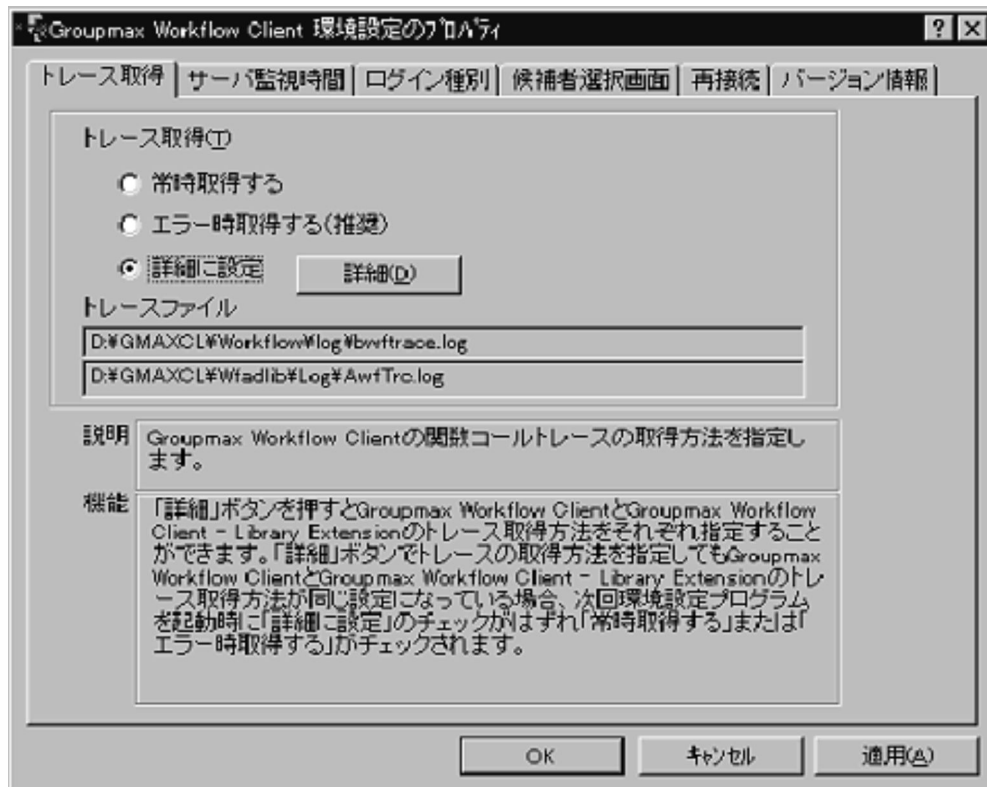 Groupmax Workflow Client 環境設定のﾌﾟﾛﾊﾟﾃｨ
トレース取得 サーバ監視時間 ログイン種別 候補者選択画面 再接続 バージョン情報
トレース取得(T)
常時取得する
エラー時取得する(推奨)
詳細に設定 詳細(D)
トレースファイル
D:¥GMAXCL¥Workflow¥log¥bwftrace.log
D:¥GMAXCL¥Wfadlib¥Log¥AwfTrc.log
説明 Groupmax Workflow Clientの関数コールトレースの取得方法を指定し
ます。
機能 「詳細」ボタンを押すとGroupmax Workflow ClientとGroupmax Workflow
Client - Library Extensionのトレース取得方法をそれぞれ指定すること
ができます。「詳細」ボタンでトレースの取得方法を指定してもGroupmax
Workflow ClientとGroupmax Workflow Client - Library Extensionのトレ
ース取得方法が同じ設定になっている場合、次回環境設定プログラム
を起動時に「詳細に設定」のチェックがはずれ「常時取得する」または「
エラー時取得する」がチェックされます。
OK ｷｬﾝｾﾙ 適用(A)